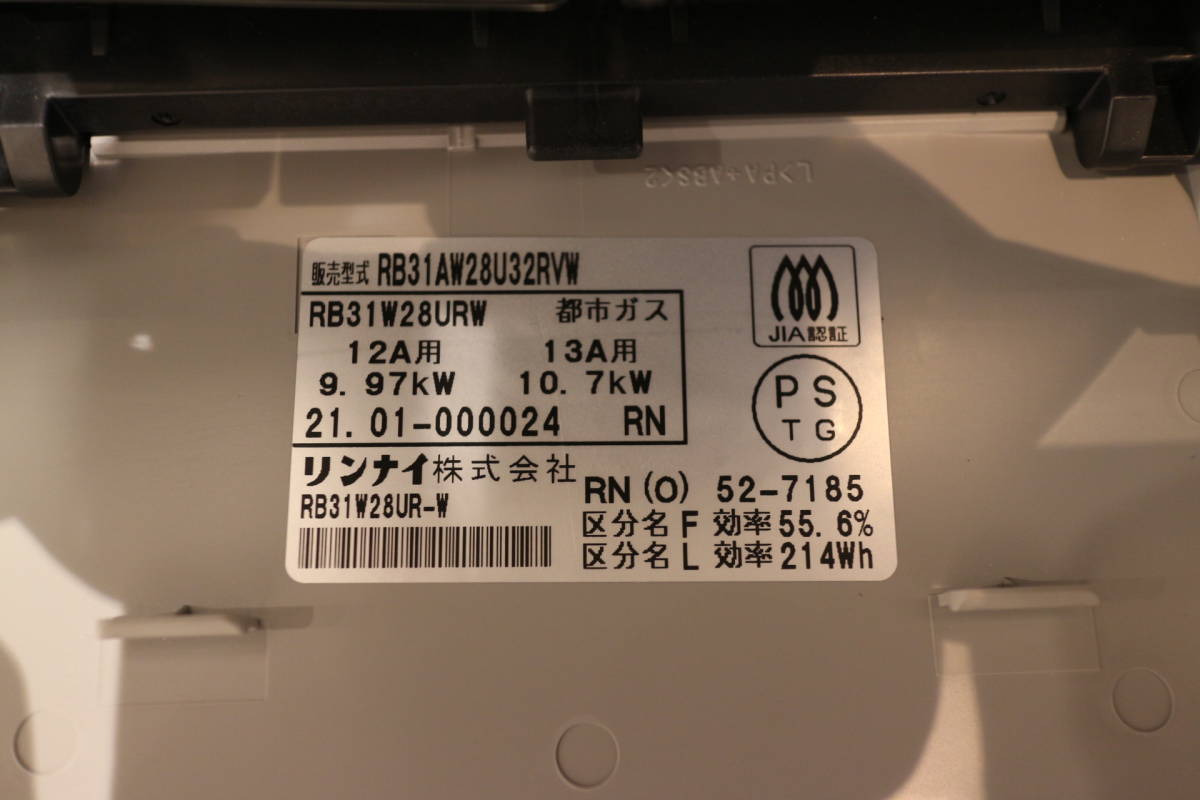 L>PA+ABS<2
販売型式 RB31AW28U32RVW
RB31W28URW 都市ガス
12A用 13A用
9.97kW 10.7kW
21.01-000024 RN
JIA認証
PS
TG
リンナイ株式会社
RB31W28UR-W
RN(O) 52-7185
区分名 F 効率 55.6%
区分名 L 効率 214Wh